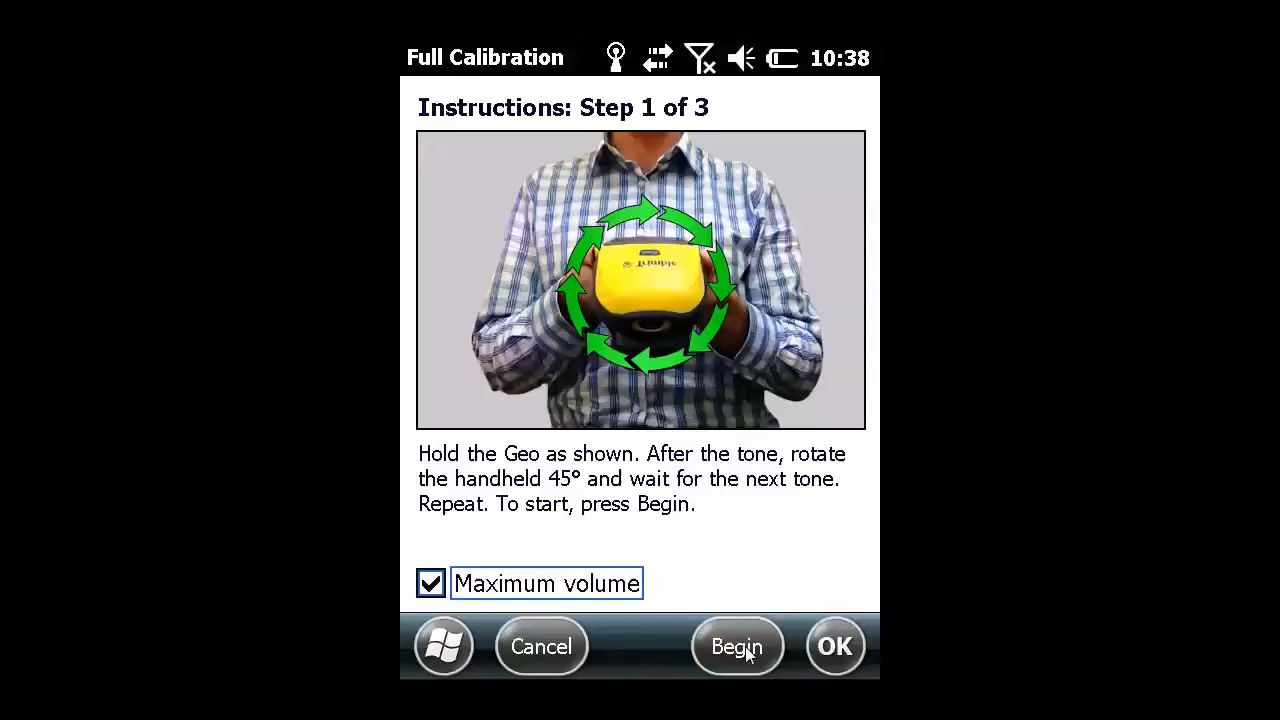 Full Calibration 10:38
Instructions: Step 1 of 3
Trimble
Hold the Geo as shown. After the tone, rotate
the handheld 45° and wait for the next tone.
Repeat. To start, press Begin.
Maximum volume
Cancel Begin OK